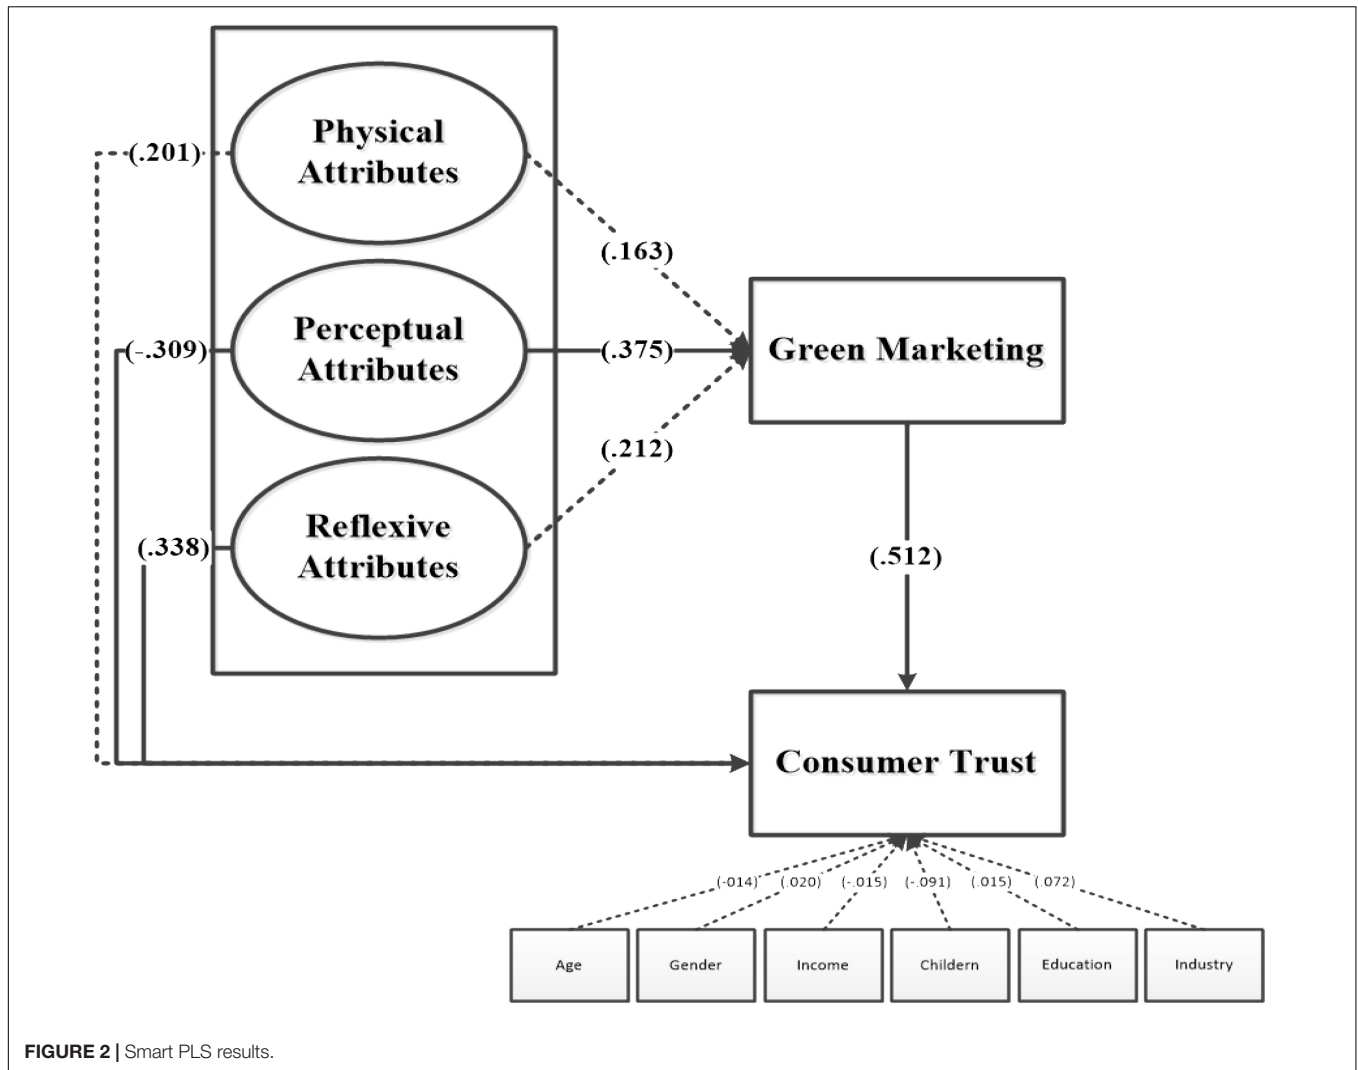 Physical
Attributes
(.201)
(.163)
Perceptual
Attributes
(-.309)
(.375)
Green Marketing
(.212)
Reflexive
Attributes
(.338)
(.512)
Consumer Trust
(-014) (.020) (-.015) (-.091) (.015) (.072)
Age Gender Income Childern Education Industry
FIGURE 2 | Smart PLS results.